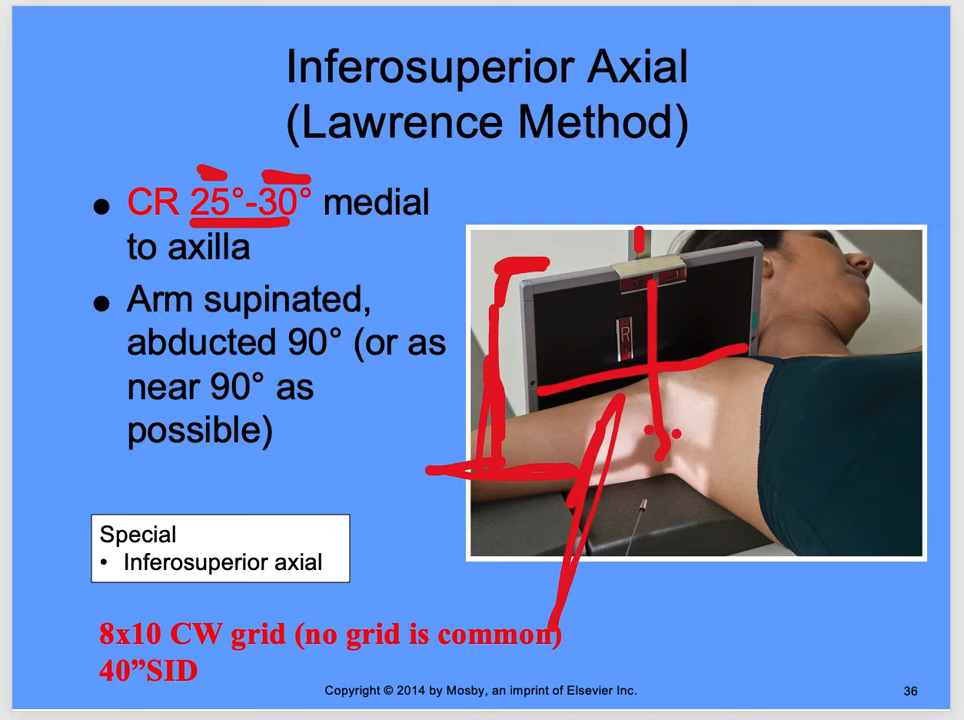 Inferosuperior Axial
(Lawrence Method)
• CR 25°-30° medial
to axilla
• Arm supinated,
abducted 90° (or as
near 90° as
possible)
R
Special
• Inferosuperior axial
8x10 CW grid (no grid is common)
40”SID
Copyright © 2014 by Mosby, an imprint of Elsevier Inc.
36